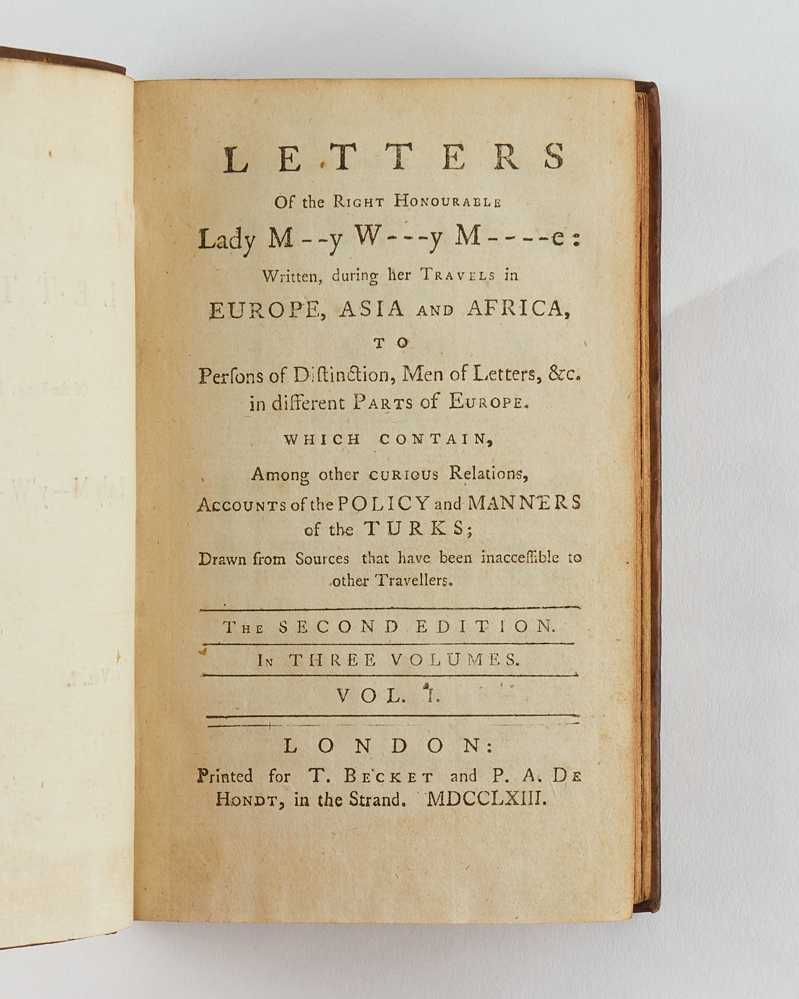 LETTERS
Of the RIGHT HONOURABLE
Lady M--y W---y M----e:
Written, during her TRAVELS in
EUROPE, ASIA AND AFRICA,
TO
Perſons of Diſtinction, Men of Letters, &c.
in different PARTS of EUROPE.
WHICH CONTAIN,
Among other CURIOUS Relations,
ACCOUNTS of the POLICY and MANNERS
of the TURKS;
Drawn from Sources that have been inacceſſible to
other Travellers.
THE SECOND EDITION.
IN THREE VOLUMES.
VOL. I.
LONDON:
Printed for T. BECKET and P. A. DE
HONDT, in the Strand. MDCCLXIII.